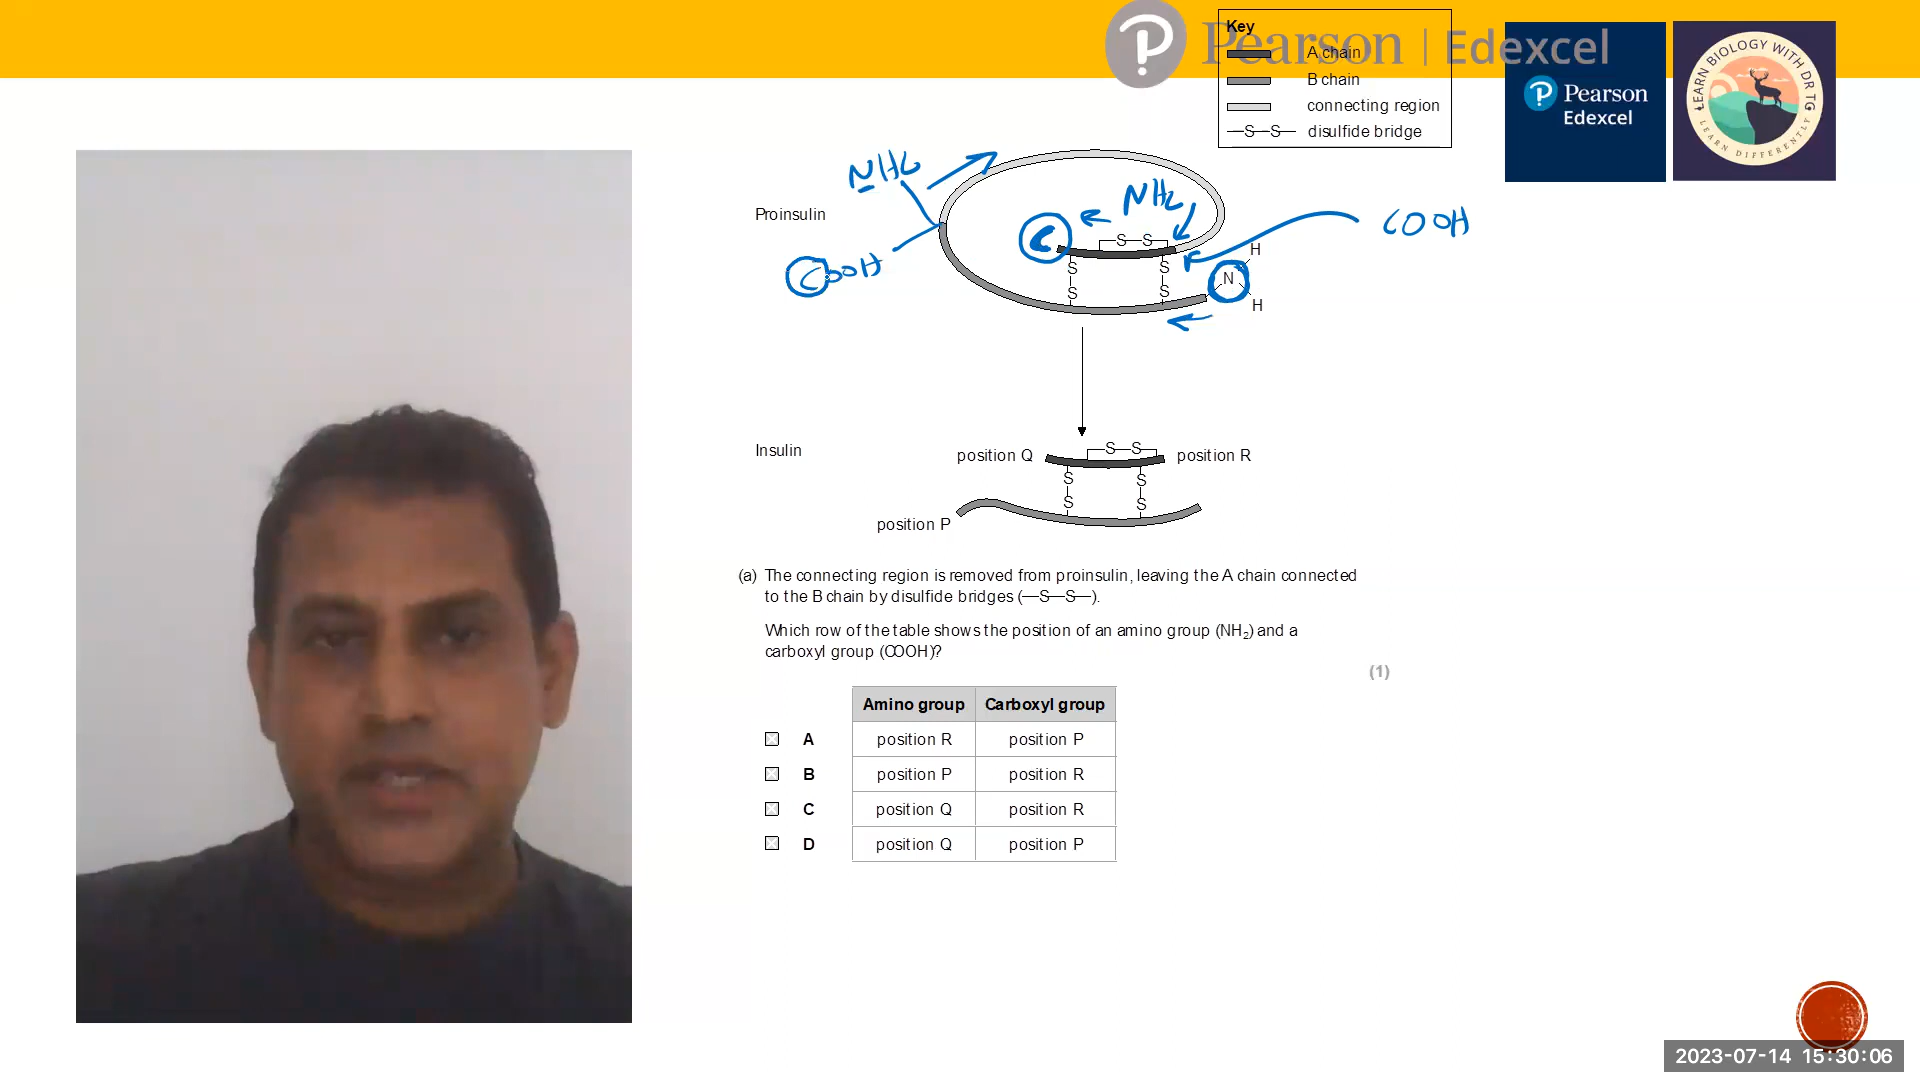 Pearson | Edexcel
Key
A chain
B chain
connecting region
—S—S— disulfide bridge
Pearson
Edexcel
LEARN BIOLOGY WITH DR TG
LEARN DIFFERENTLY
NH2
NH2
COOH
C
COOH
Proinsulin
S S
H
S
S
N
S
S
H
Insulin
position Q
S S
position R
S
S
S
S
position P
(a) The connecting region is removed from proinsulin, leaving the A chain connected
to the B chain by disulfide bridges (—S—S—).
Which row of the table shows the position of an amino group (NH₂) and a
carboxyl group (COOH)?
(1)
Amino group Carboxyl group
A position R position P
B position P position R
C position Q position R
D position Q position P
2023-07-14 15:30:06